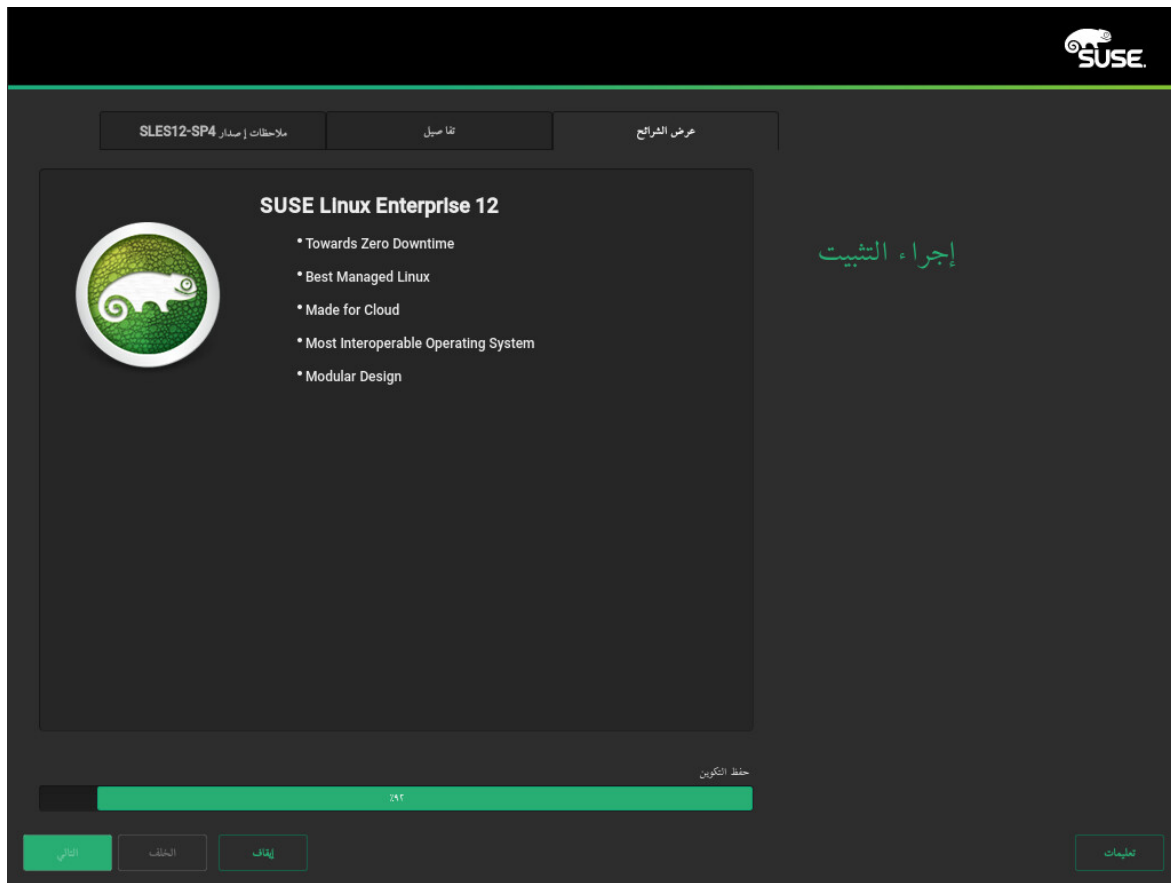 SUSE.
عرض الشرائح
تفاصيل
ملاحظات إصدار SLES12-SP4
إجراء التثبيت
SUSE Linux Enterprise 12
• Towards Zero Downtime
• Best Managed Linux
• Made for Cloud
• Most Interoperable Operating System
• Modular Design
حفظ التكوين
٩٢٪
تعليمات
إيقاف
الخلف
التالي